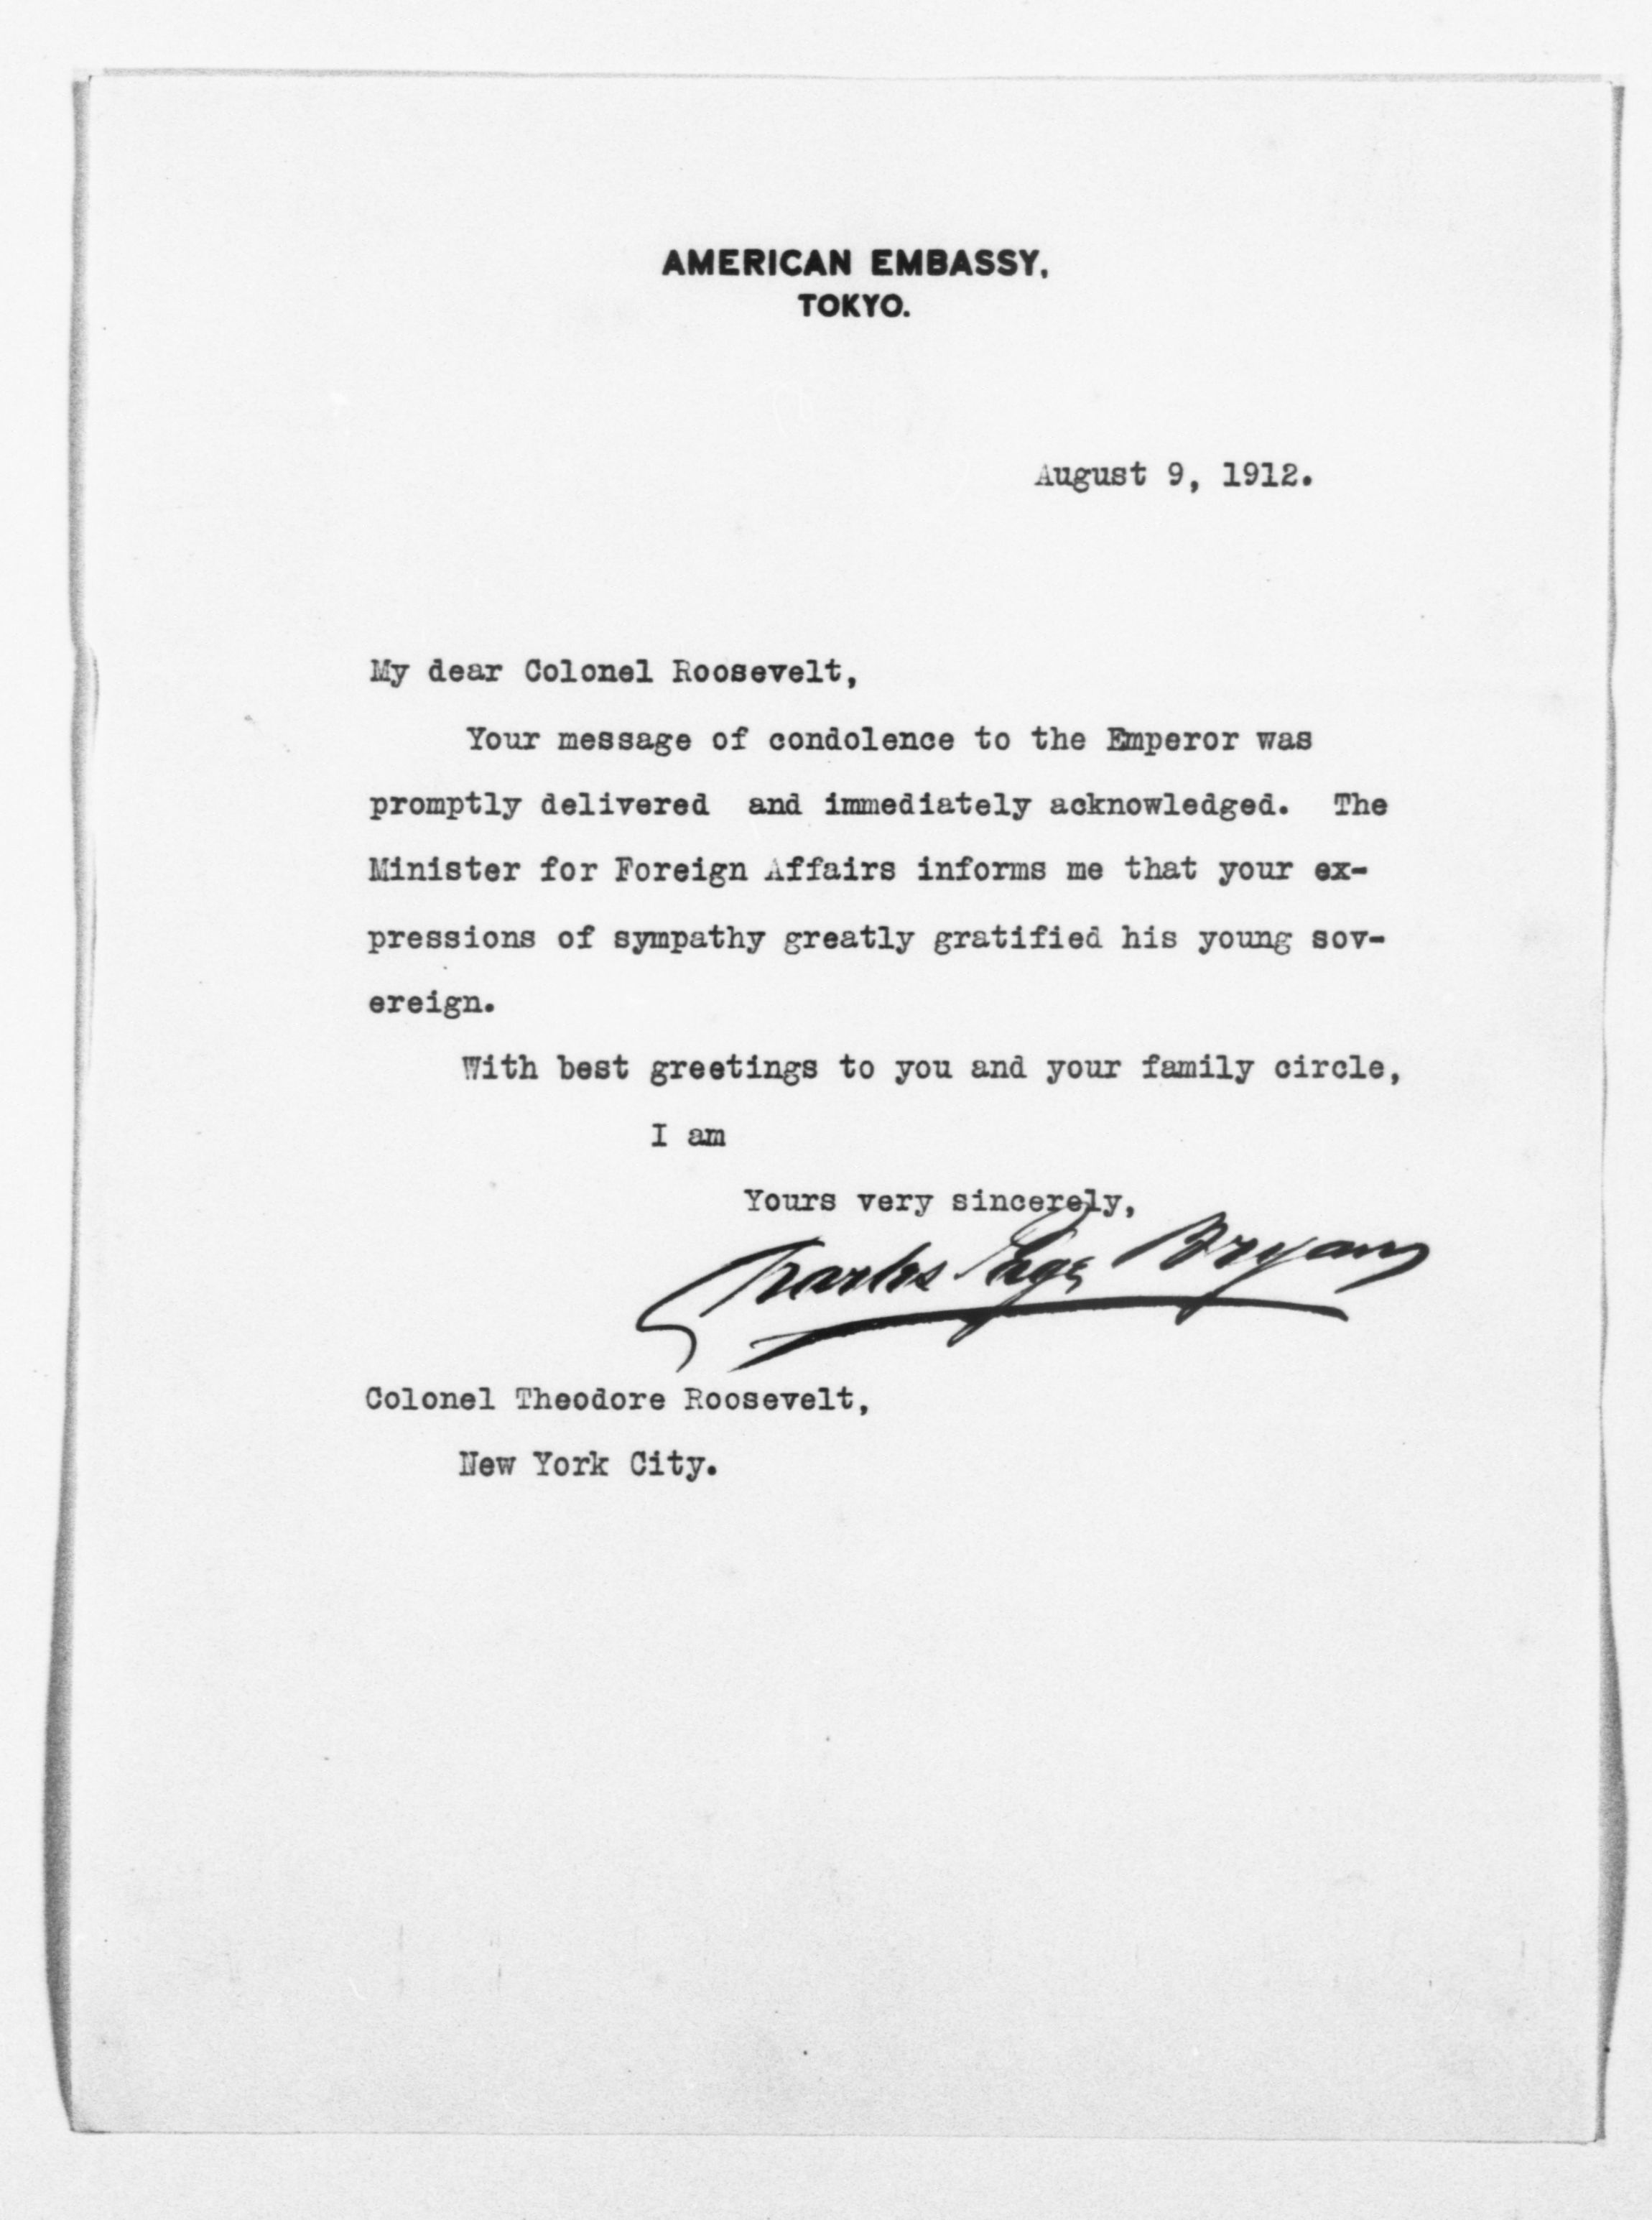 AMERICAN EMBASSY,
TOKYO.
August 9, 1912.
My dear Colonel Roosevelt,
Your message of condolence to the Emperor was
promptly delivered and immediately acknowledged. The
Minister for Foreign Affairs informs me that your ex-
pressions of sympathy greatly gratified his young sov-
ereign.
With best greetings to you and your family circle,
I am
Yours very sincerely,
Charles Page Bryan
Colonel Theodore Roosevelt,
New York City.